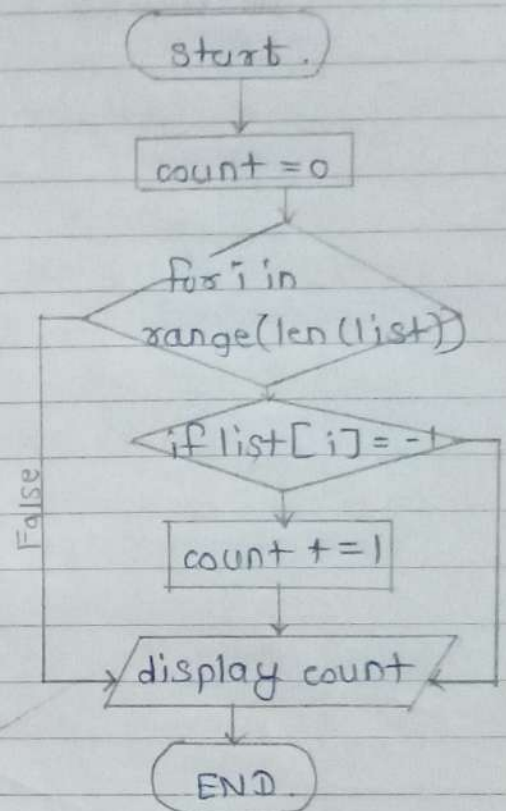 start.
count = 0
for i in
range(len(list))
if list[i] = -1
False
count += 1
display count
END.